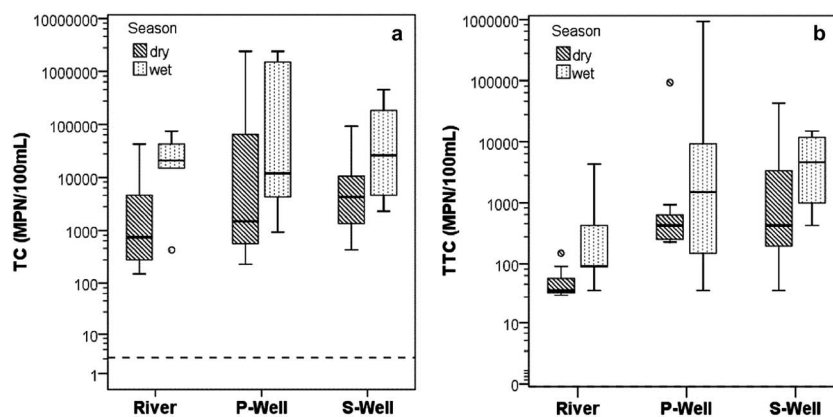 Season
dry
wet
a
TC (MPN/100mL)
10000000
1000000
100000
10000
1000
100
10
1
River
P-Well
S-Well
Season
dry
wet
b
TTC (MPN/100mL)
1000000
100000
10000
1000
100
10
0
River
P-Well
S-Well